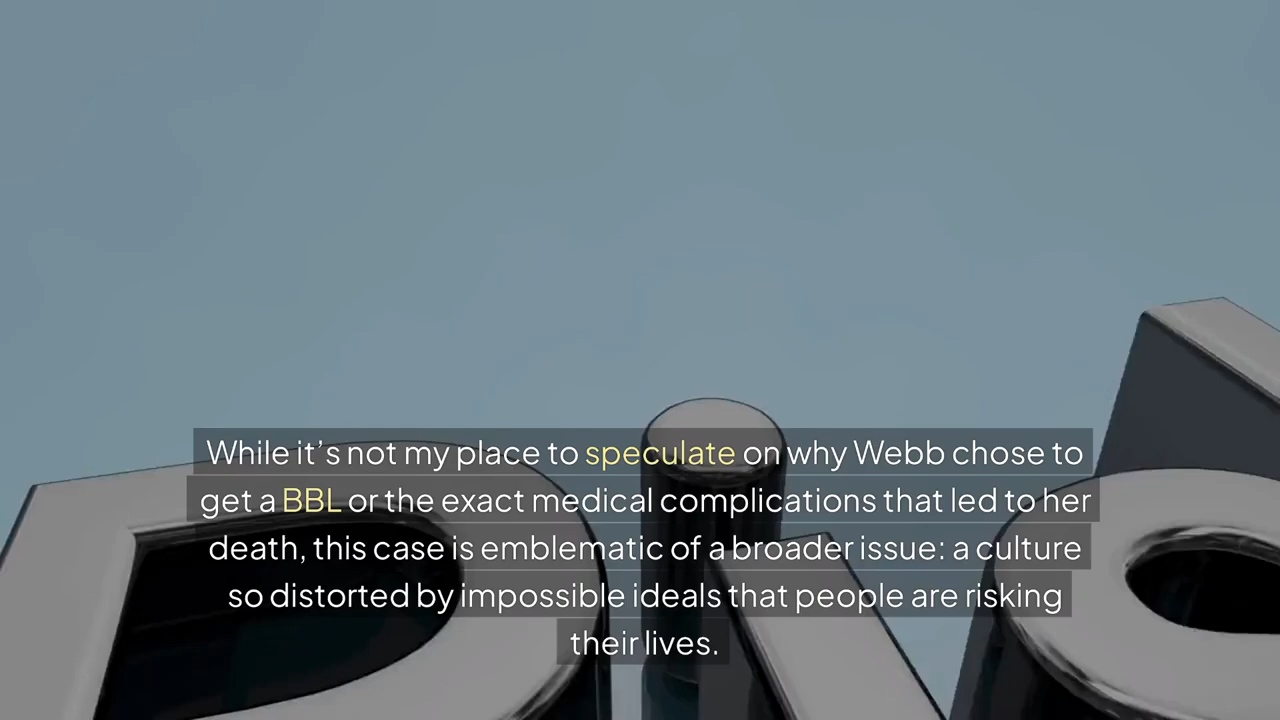 While it’s not my place to speculate on why Webb chose to
get a BBL or the exact medical complications that led to her
death, this case is emblematic of a broader issue: a culture
so distorted by impossible ideals that people are risking
their lives.